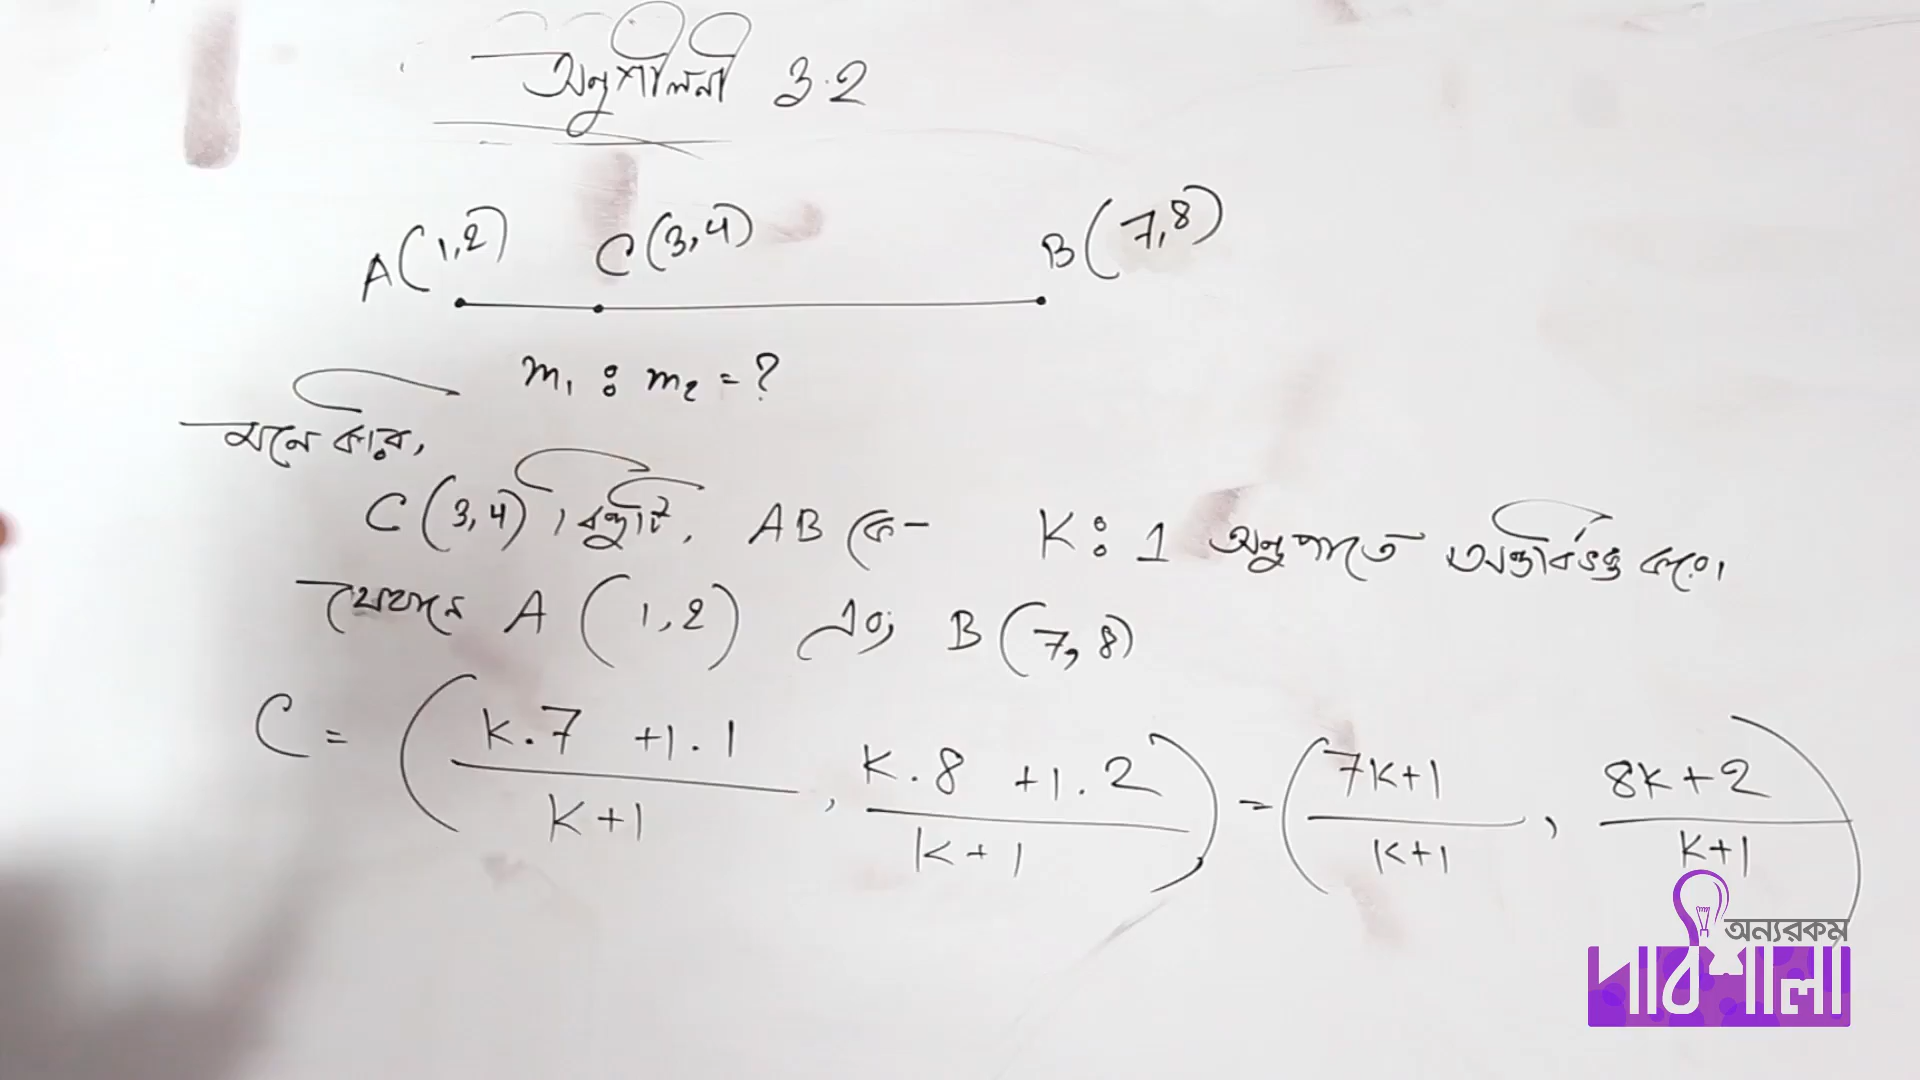 অনুশীলনী 3.2
A(1,2) C(3,4) B(7,8)
m₁ : m₂ = ?
মনে করি,
C(3,4) বিন্দুটি, AB কে- K : 1 অনুপাতে অন্তর্বিভক্ত করে।
যেখানে A (1,2) এবং B(7,8)
C = ( (K.7 + 1.1)/(K+1) , (K.8 + 1.2)/(K+1) ) = ( (7K+1)/(K+1) , (8K+2)/(K+1) )
অন্যরকম
পাঠশালা